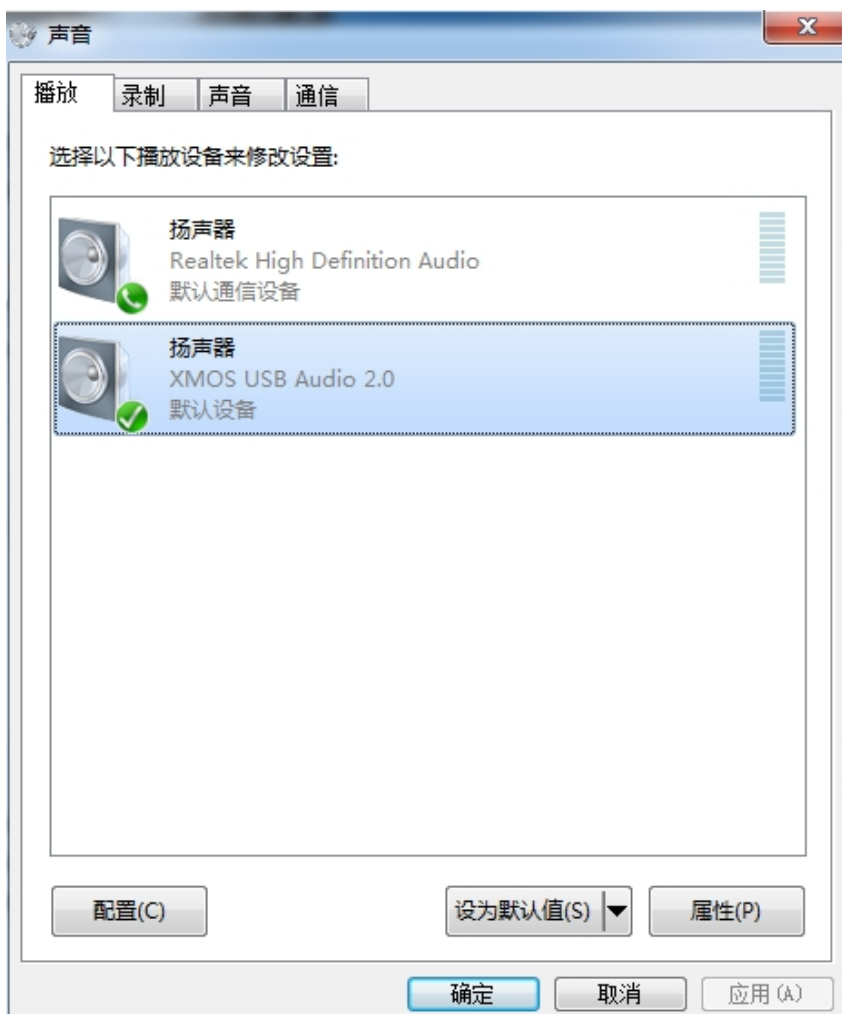 声音
播放 录制 声音 通信
选择以下播放设备来修改设置:
扬声器
Realtek High Definition Audio
默认通信设备
扬声器
XMOS USB Audio 2.0
默认设备
配置(C) 设为默认值(S) 属性(P)
确定 取消 应用(A)